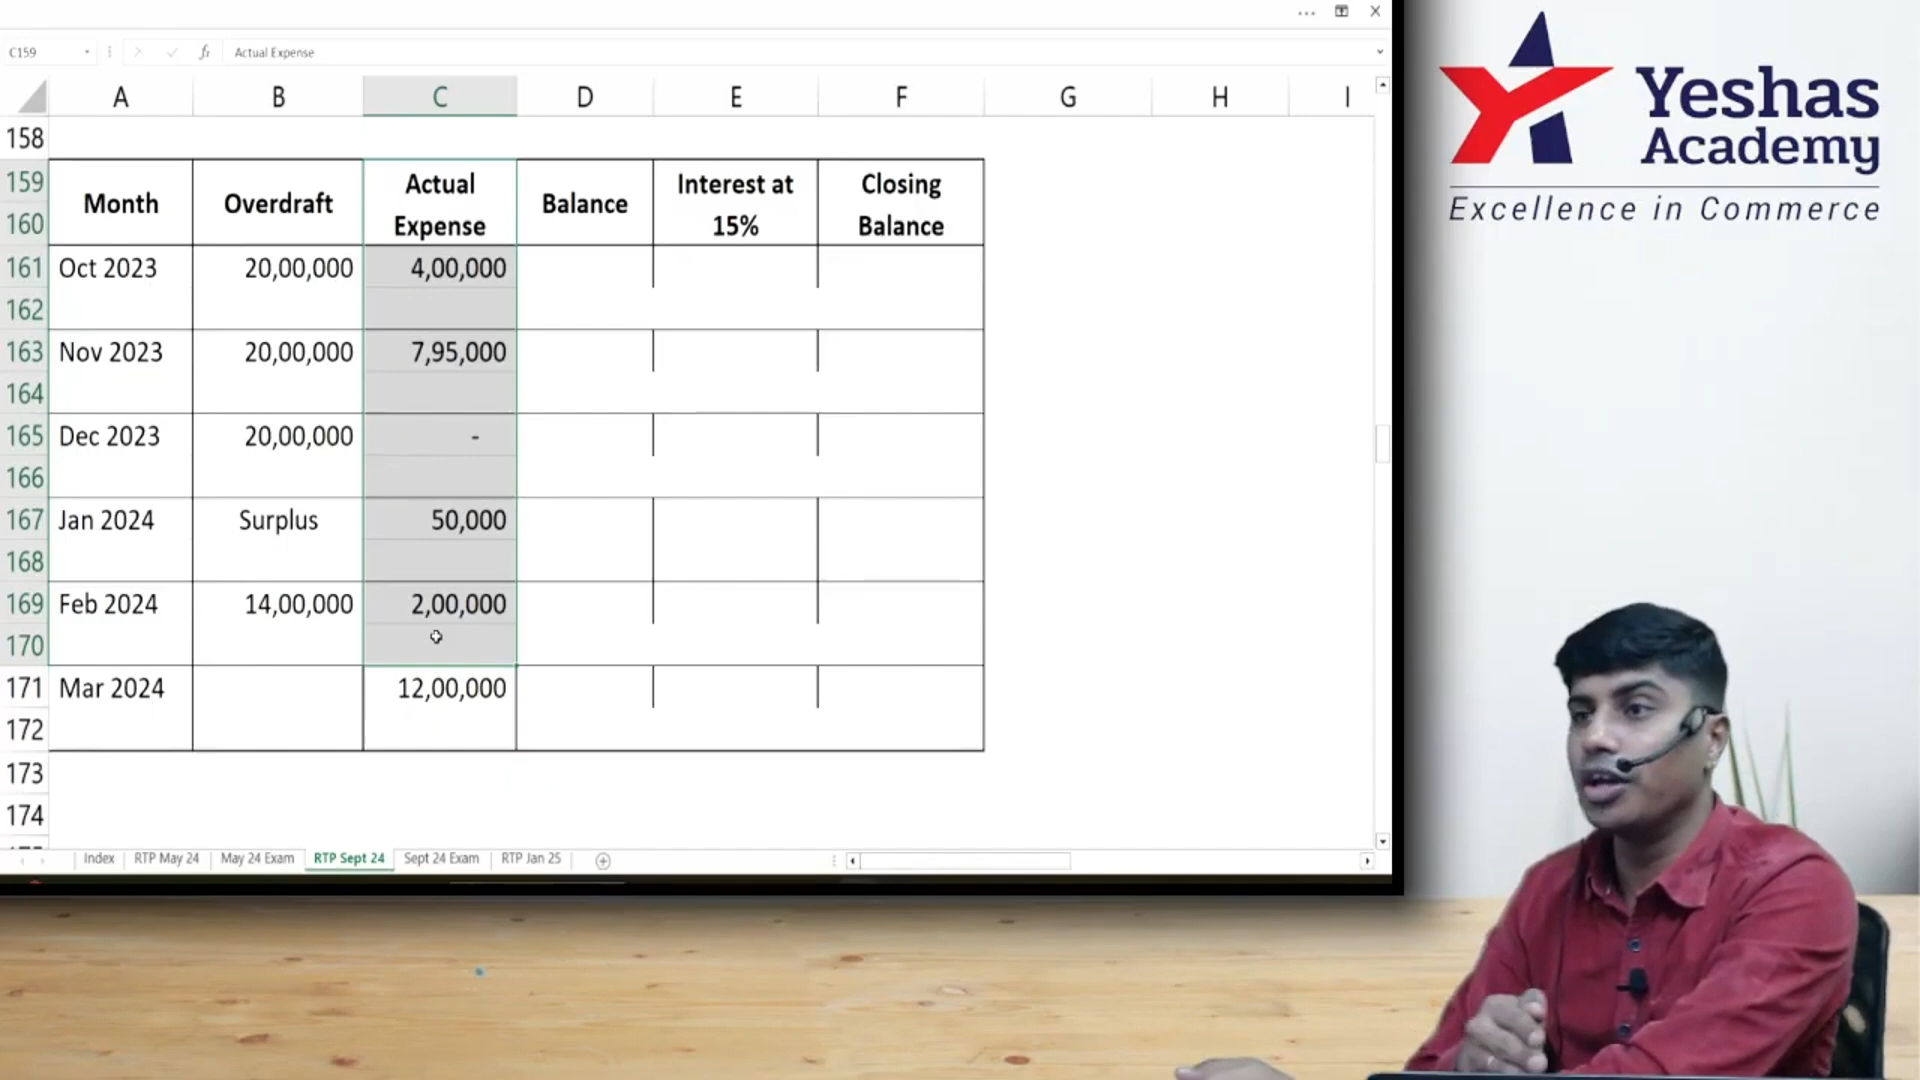 C159 fx Actual Expense
A B C D E F G H I
158
159 Month Overdraft Actual Balance Interest at Closing
160 Expense 15% Balance
161 Oct 2023 20,00,000 4,00,000
162
163 Nov 2023 20,00,000 7,95,000
164
165 Dec 2023 20,00,000 -
166
167 Jan 2024 Surplus 50,000
168
169 Feb 2024 14,00,000 2,00,000
170
171 Mar 2024 12,00,000
172
173
174
Index RTP May 24 May 24 Exam RTP Sept 24 Sept 24 Exam RTP Jan 25
Yeshas
Academy
Excellence in Commerce